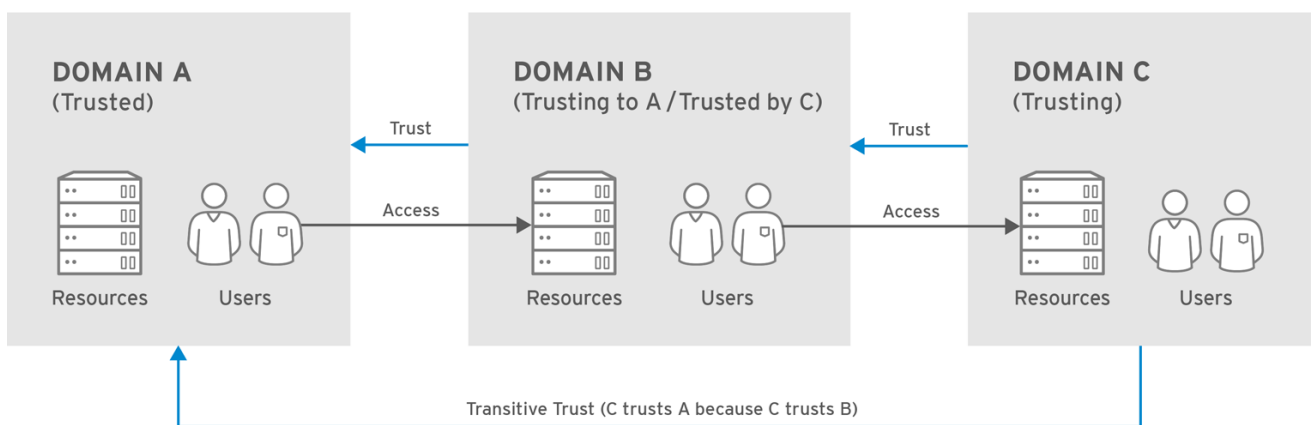 DOMAIN A
(Trusted)
DOMAIN B
(Trusting to A / Trusted by C)
DOMAIN C
(Trusting)
Trust
Trust
Access
Access
Resources
Users
Resources
Users
Resources
Users
Transitive Trust (C trusts A because C trusts B)